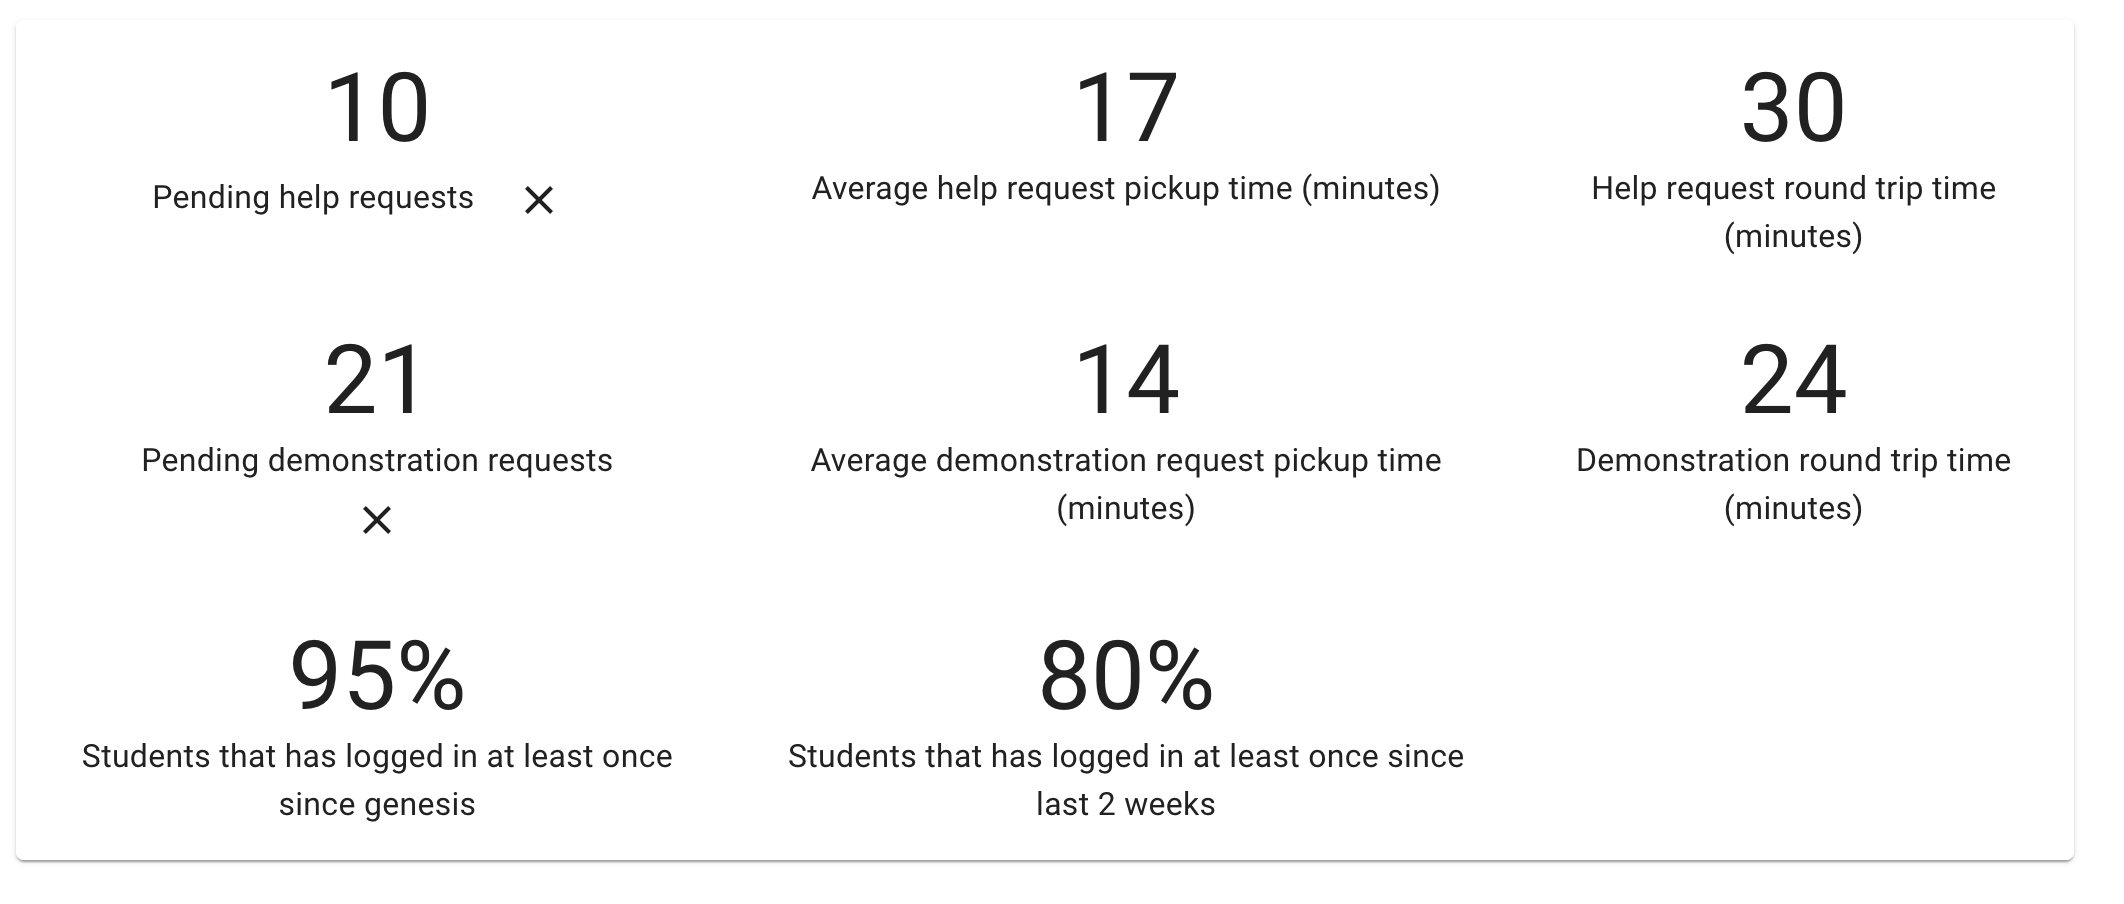 10
17
30
Pending help requests
Average help request pickup time (minutes)
Help request round trip time
(minutes)
21
14
24
Pending demonstration requests
Average demonstration request pickup time
(minutes)
Demonstration round trip time
(minutes)
95%
80%
Students that has logged in at least once
since genesis
Students that has logged in at least once since
last 2 weeks